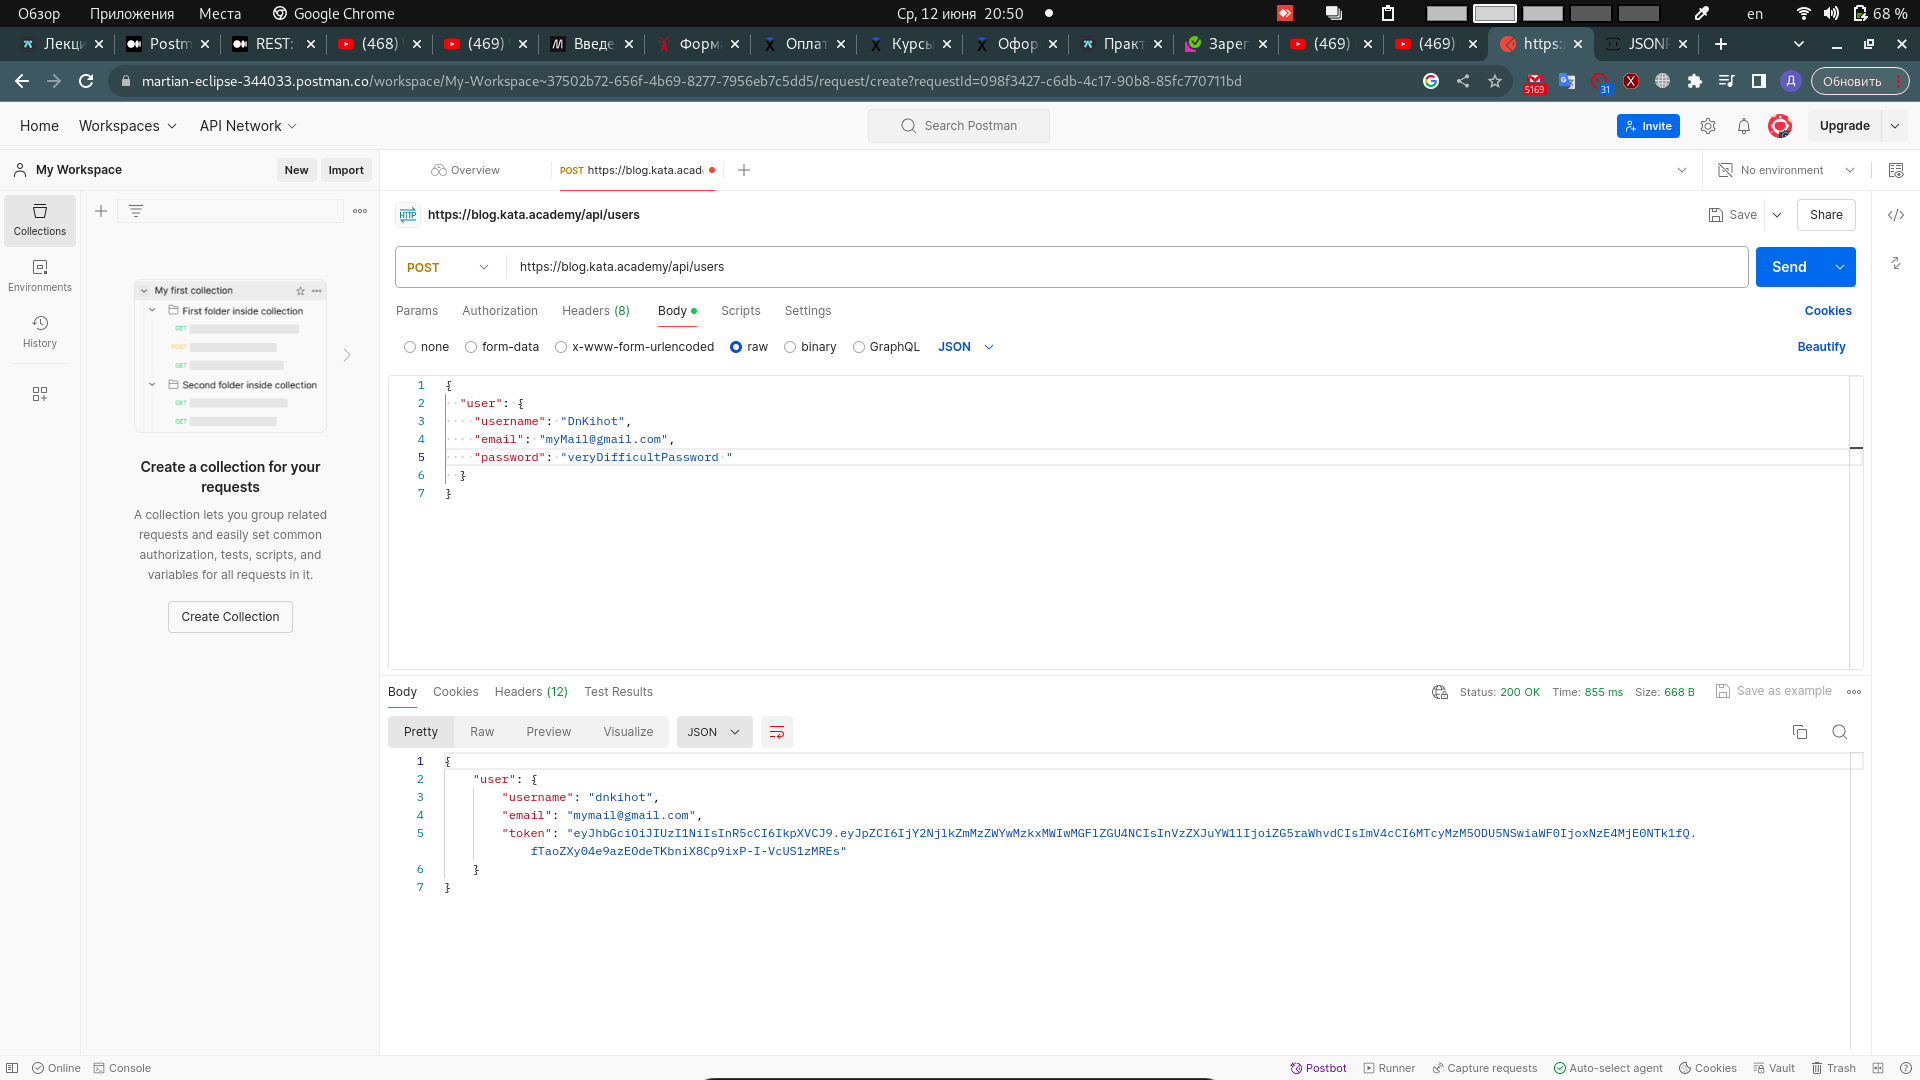 Обзор Приложения Места Google Chrome Ср, 12 июня 20:50 en 68 %
Лекци Postm REST: (468) (469) Введе Форм Оплат Курсы Офор Практ Зарег (469) (469) https: JSONF
martian-eclipse-344033.postman.co/workspace/My-Workspace~37502b72-656f-4b69-8277-7956eb7c5dd5/request/create?requestId=098f3427-c6db-4c17-90b8-85fc770711bd 5169 31 Д Обновить
Home Workspaces API Network Search Postman Invite Upgrade
My Workspace New Import Overview POST https://blog.kata.acad No environment
Collections
Environments
History
My first collection
First folder inside collection
GET
POST
GET
Second folder inside collection
GET
GET
Create a collection for your
requests
A collection lets you group related
requests and easily set common
authorization, tests, scripts, and
variables for all requests in it.
Create Collection
HTTP https://blog.kata.academy/api/users Save Share
POST https://blog.kata.academy/api/users Send
Params Authorization Headers (8) Body Scripts Settings Cookies
none form-data x-www-form-urlencoded raw binary GraphQL JSON Beautify
1 {
2 "user": {
3 "username": "DnKihot",
4 "email": "myMail@gmail.com",
5 "password": "veryDifficultPassword "
6 }
7 }
Body Cookies Headers (12) Test Results Status: 200 OK Time: 855 ms Size: 668 B Save as example
Pretty Raw Preview Visualize JSON
1 {
2 "user": {
3 "username": "dnkihot",
4 "email": "mymail@gmail.com",
5 "token": "eyJhbGciOiJIUzI1NiIsInR5cCI6IkpXVCJ9.eyJpZCI6IjY2NjlkZmMzZWYwMzkxMWIwMGFlZGU4NCIsInVzZXJuYW1lIjoiZG5raWhvdCIsImV4cCI6MTcyMzM5ODU5NSwiaWF0IjoxNzE4MjE0NTk1fQ.
fTaoZXy04e9azEOdeTKbniX8Cp9ixP-I-VcUS1zMREs"
6 }
7 }
Online Console Postbot Runner Capture requests Auto-select agent Cookies Vault Trash